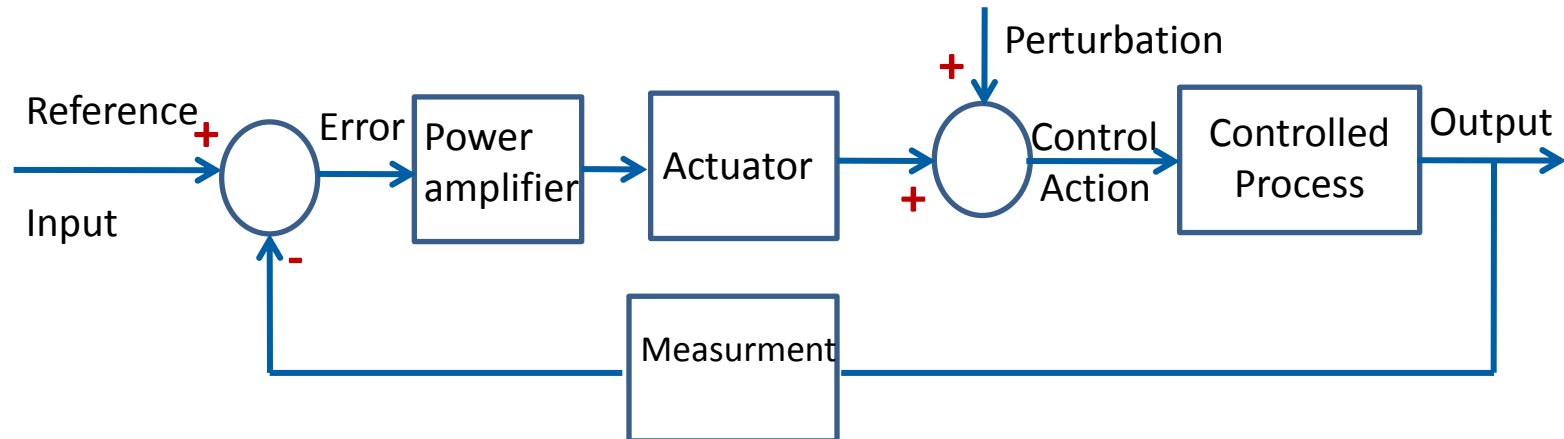 Reference
+
Input
Error
-
Power
amplifier
Actuator
+
+
Perturbation
Control
Action
Controlled
Process
Output
Measurment